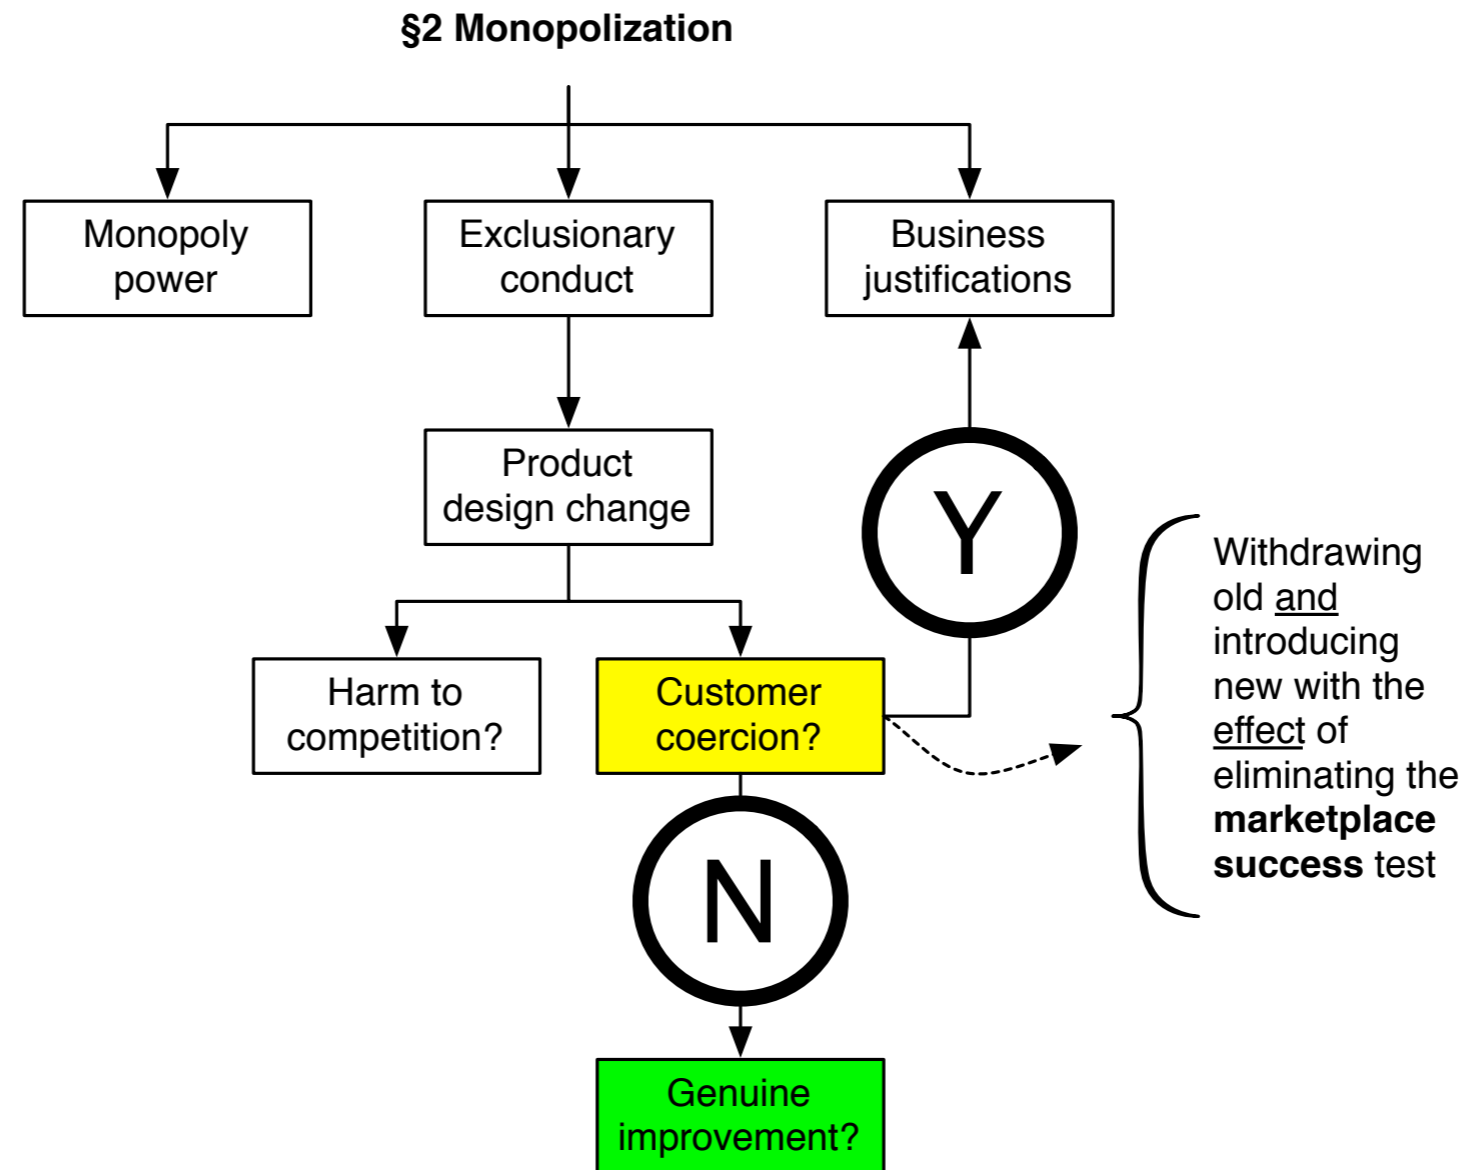 §2 Monopolization
Monopoly
power
Exclusionary
conduct
Business
justifications
Product
design change
Y
Withdrawing
old and
introducing
new with the
effect of
eliminating the
marketplace
success test
Harm to
competition?
Customer
coercion?
N
Genuine
improvement?